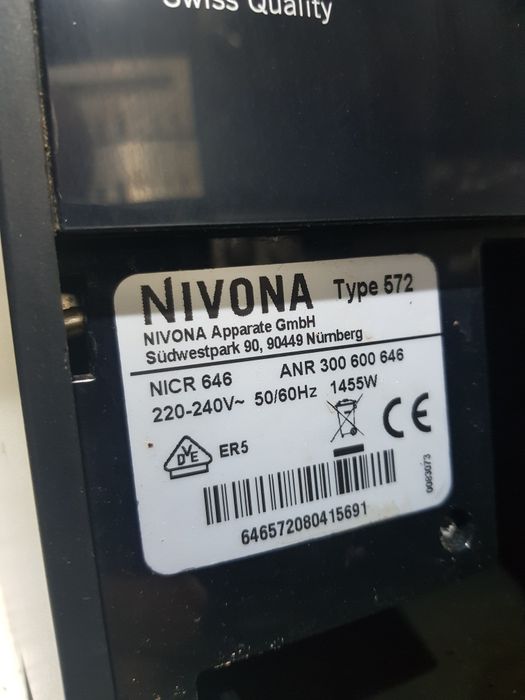 Swiss Quality
NIVONA Type 572
NIVONA Apparate GmbH
Südwestpark 90, 90449 Nürnberg
NICR 646 ANR 300 600 646
220-240V~ 50/60Hz 1455W
DVE ER5 CE
0083073
646572080415691